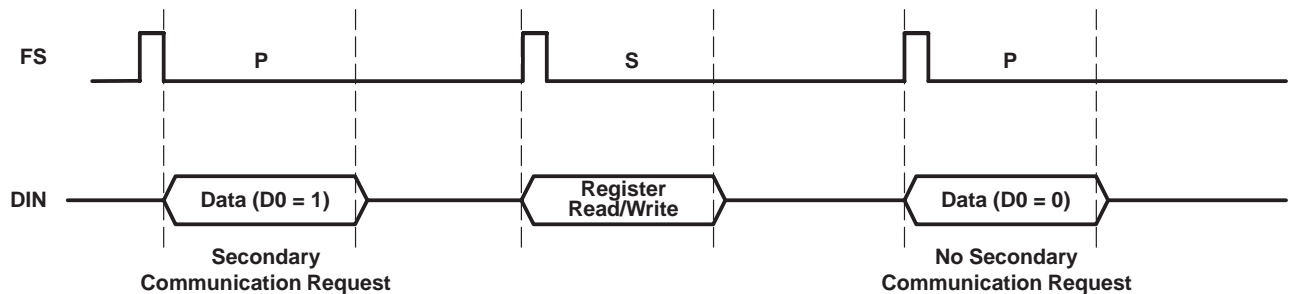 FS
P
S
P
DIN
Data (D0 = 1)
Register
Read/Write
Data (D0 = 0)
Secondary
Communication Request
No Secondary
Communication Request